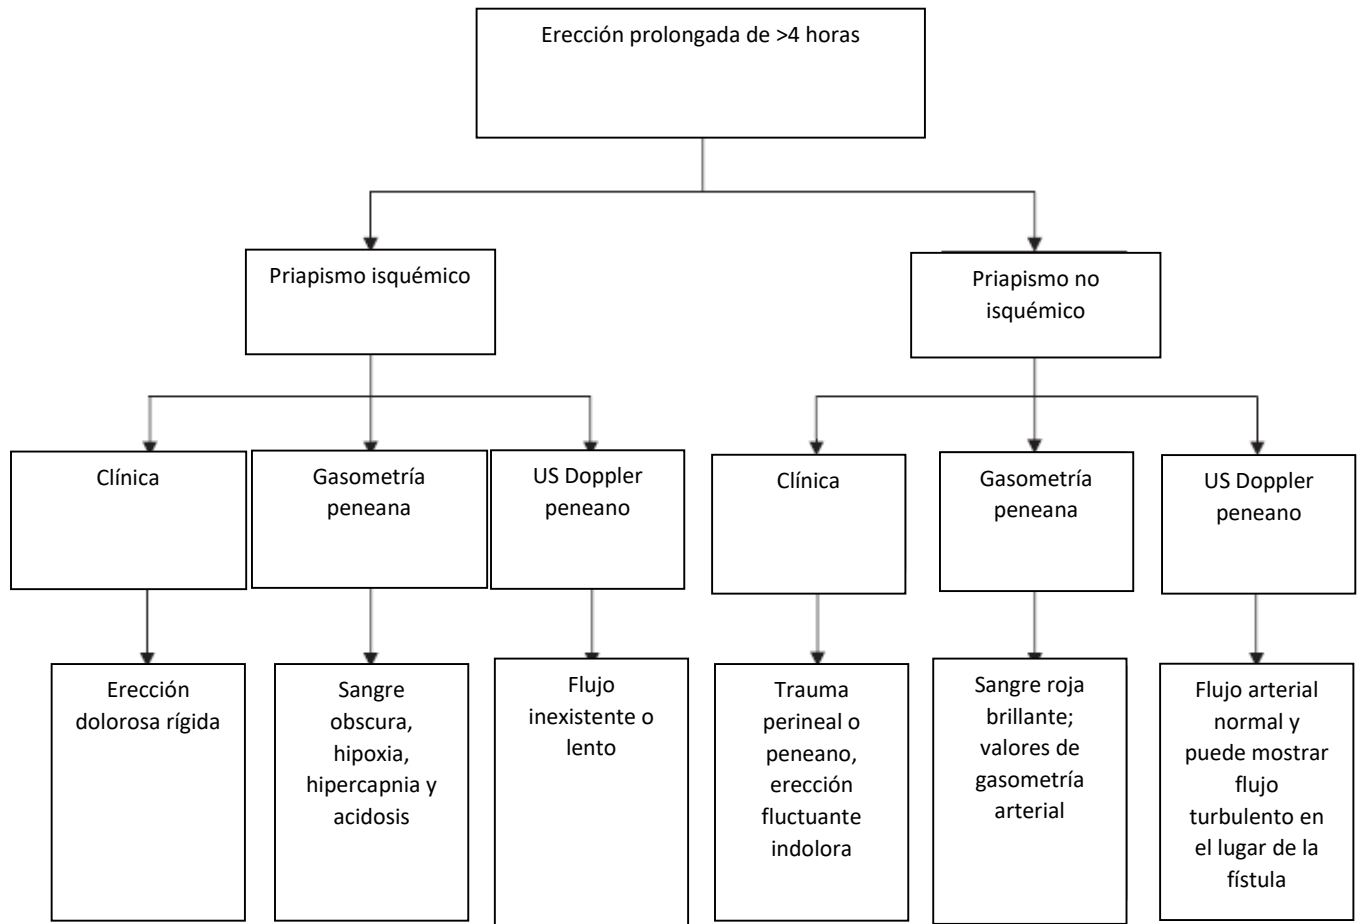 Erección prolongada de >4 horas
Priapismo isquémico
Priapismo no
isquémico
Clínica
Gasometría
peneana
US Doppler
peneano
Clínica
Gasometría
peneana
US Doppler
peneano
Erección
dolorosa rígida
Sangre
obscura,
hipoxia,
hipercapnia y
acidosis
Flujo
inexistente o
lento
Trauma
perineal o
peneano,
erección
fluctuante
indolora
Sangre roja
brillante;
valores de
gasometría
arterial
Flujo arterial
normal y
puede mostrar
flujo
turbulento en
el lugar de la
fístula